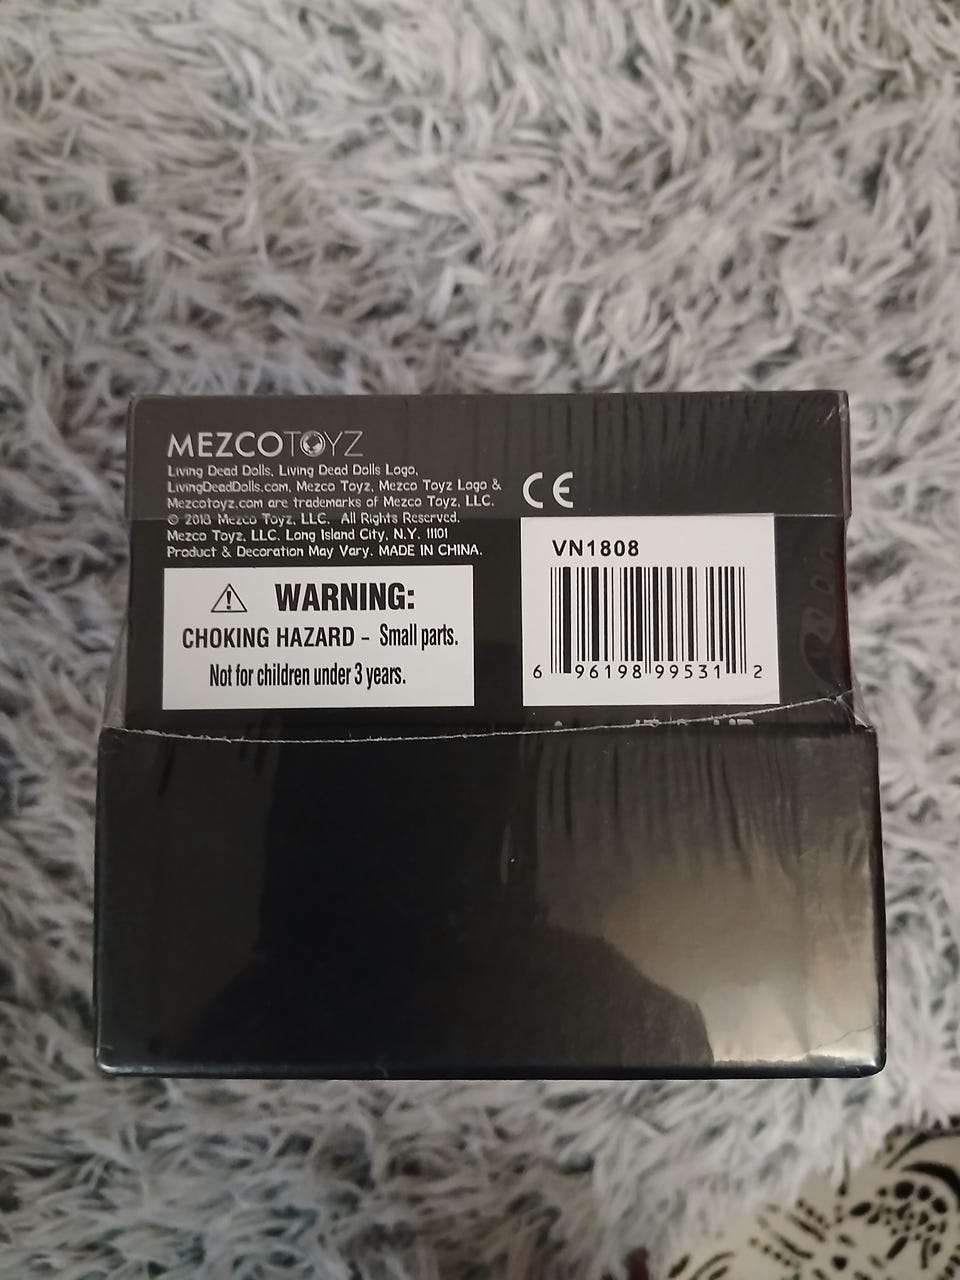 MEZCOTOYZ
Living Dead Dolls, Living Dead Dolls Logo,
LivingDeadDolls.com, Mezco Toyz, Mezco Toyz Logo &
Mezcotoyz.com are trademarks of Mezco Toyz, LLC.
© 2018 Mezco Toyz, LLC. All Rights Reserved.
Mezco Toyz, LLC. Long Island City, N.Y. 11101
Product & Decoration May Vary. MADE IN CHINA.
CE
WARNING:
CHOKING HAZARD - Small parts.
Not for children under 3 years.
VN1808
6 96198 99531 2